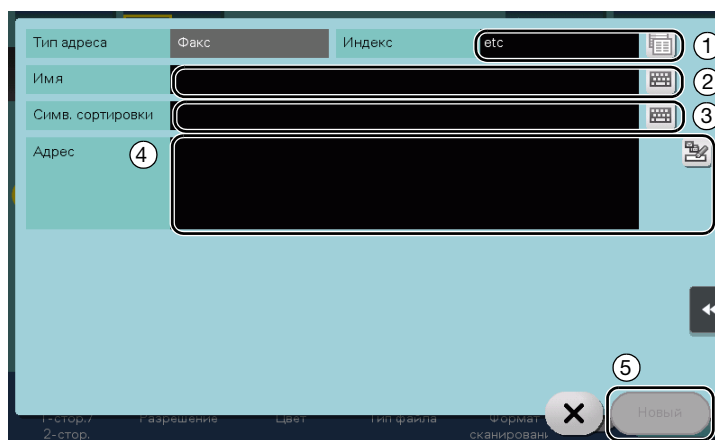 Тип адреса Факс Индекс etc 1
Имя 2
Симв. сортировки 3
Адрес 4
5
Новый
1-стор./ Разрешение Цвет Тип файла Формат
2-стор. сканировани